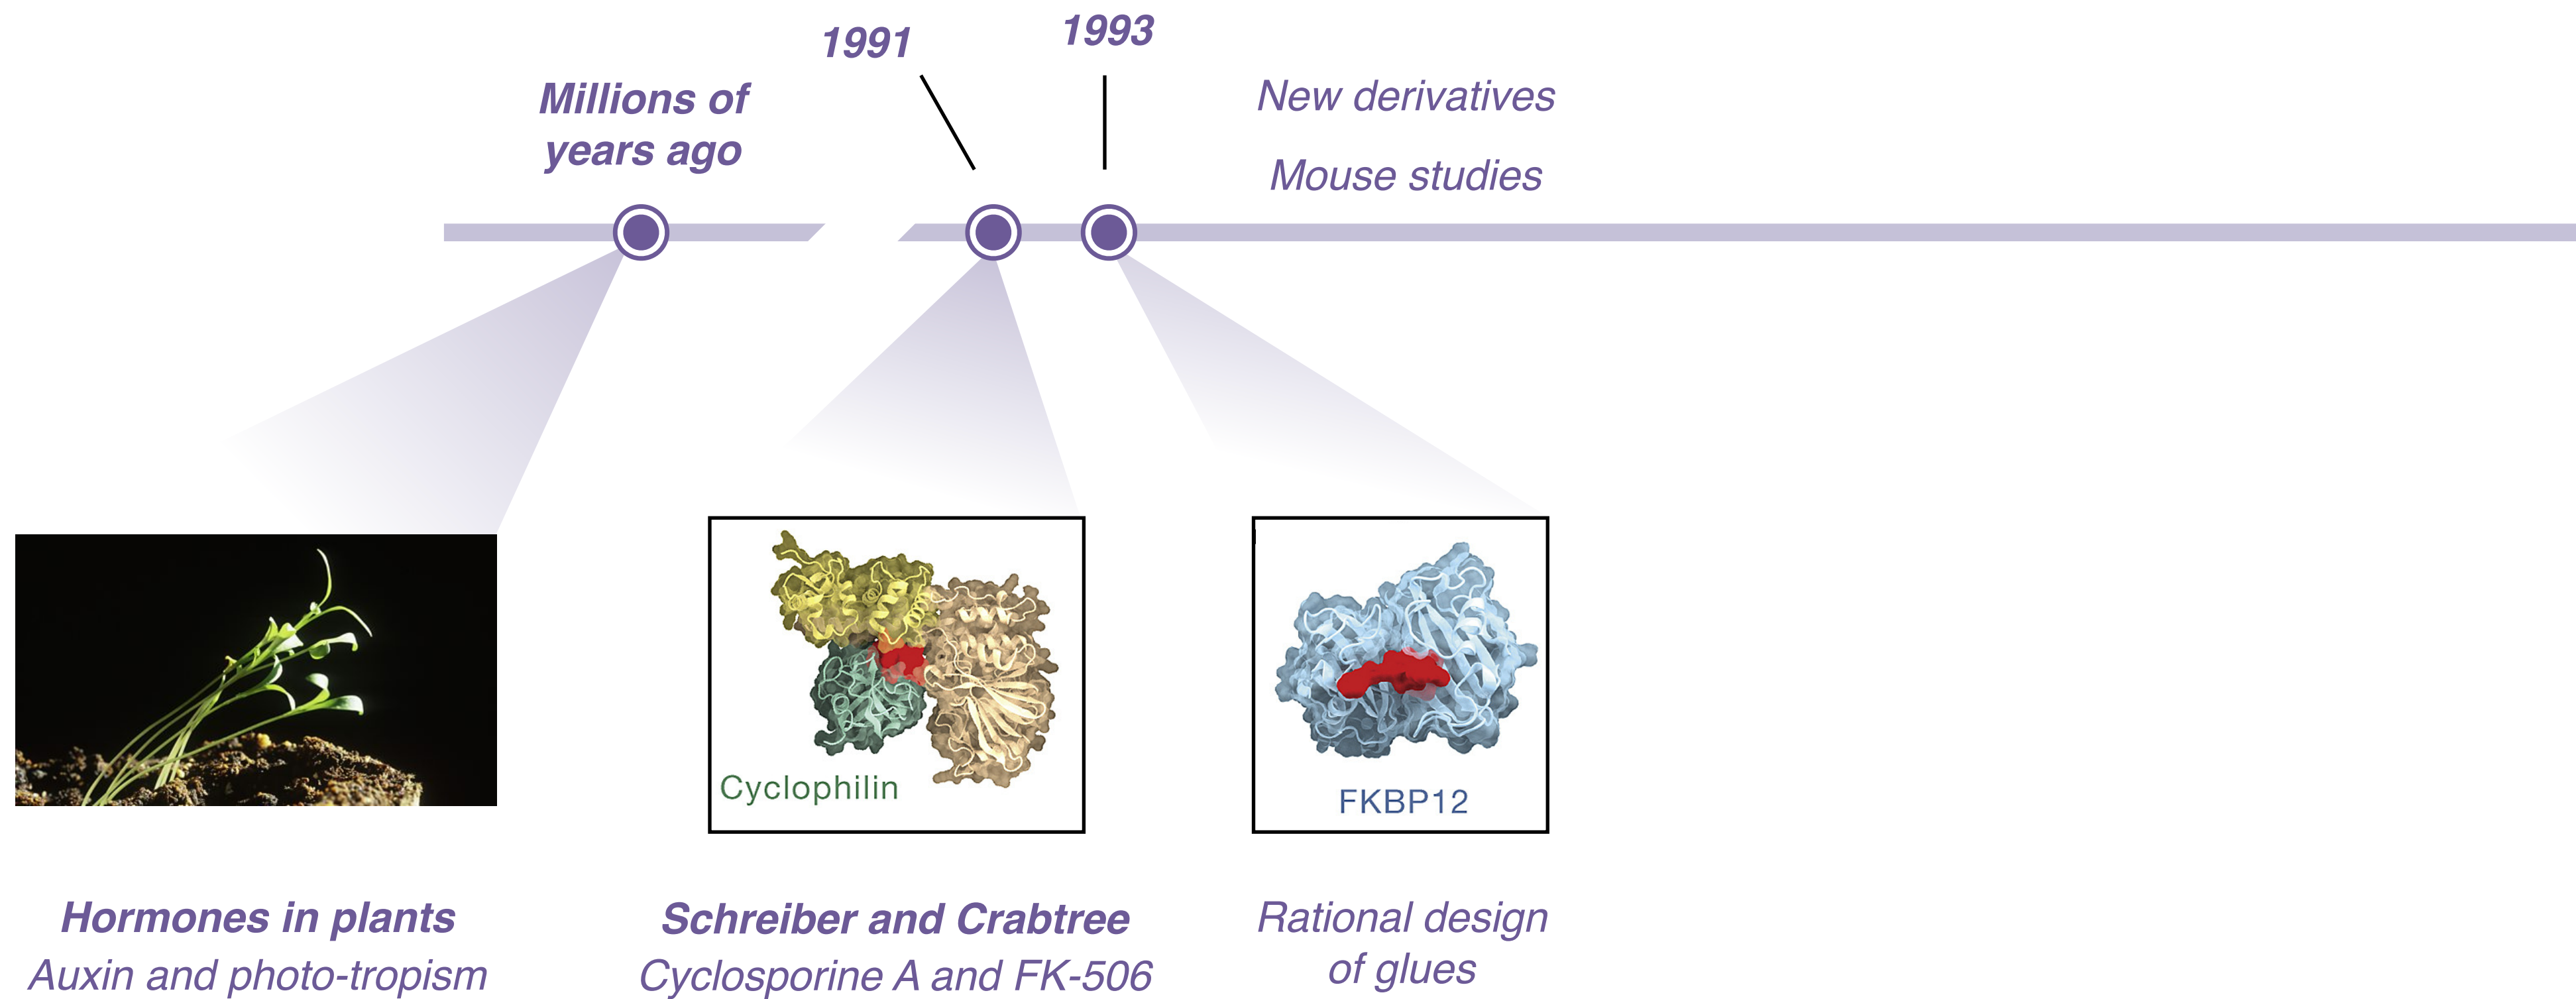 1991
1993
Millions of
years ago
New derivatives
Mouse studies
Cyclophilin
FKBP12
Hormones in plants
Auxin and photo-tropism
Schreiber and Crabtree
Cyclosporine A and FK-506
Rational design
of glues